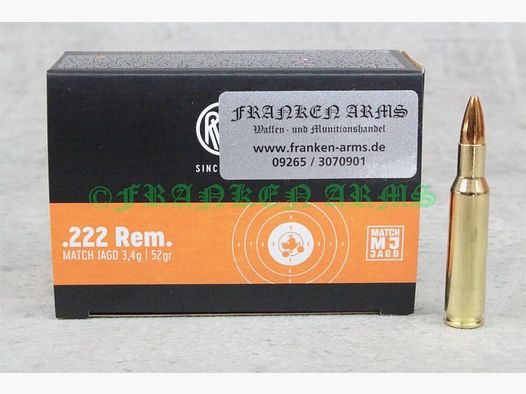 FRANKEN ARMS
Waffen- und Munitionshandel
www.franken-arms.de
09265 / 3070901
©FRANKEN ARMS
.222 Rem.
MATCH JAGD 3,4g | 52gr
MATCH
MJ
JAGD